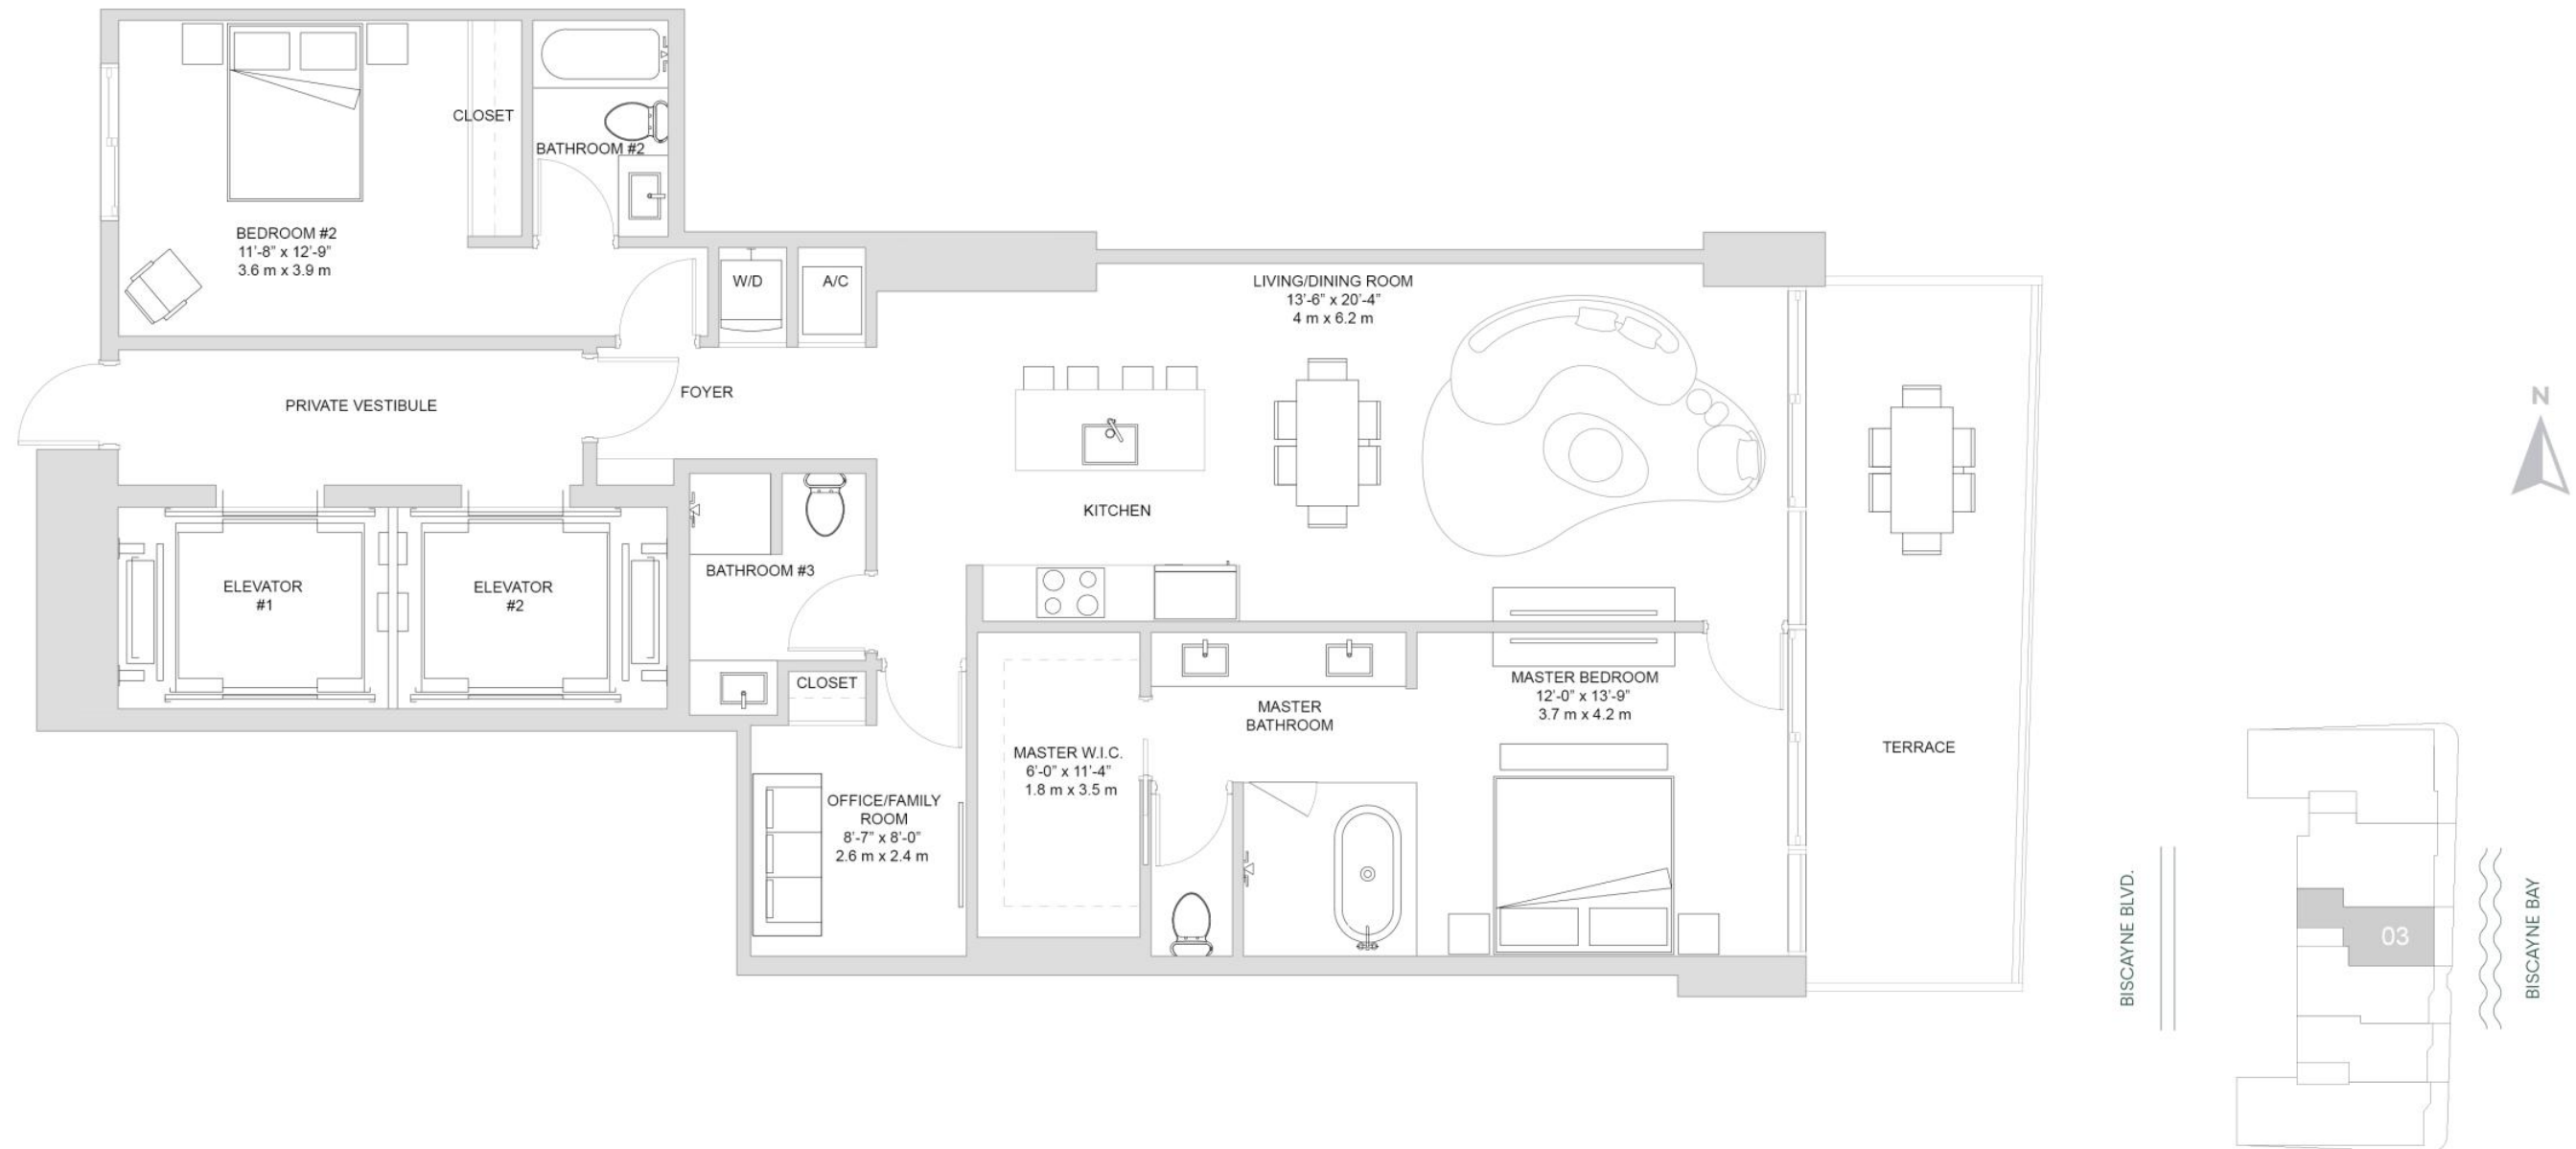 CLOSET
BATHROOM #2
BEDROOM #2
11'-8" x 12'-9"
3.6 m x 3.9 m
W/D
A/C
LIVING/DINING ROOM
13'-6" x 20'-4"
4 m x 6.2 m
PRIVATE VESTIBULE
FOYER
N
KITCHEN
ELEVATOR
#1
ELEVATOR
#2
BATHROOM #3
CLOSET
MASTER BEDROOM
12'-0" x 13'-9"
3.7 m x 4.2 m
MASTER
BATHROOM
MASTER W.I.C.
6'-0" x 11'-4"
1.8 m x 3.5 m
TERRACE
OFFICE/FAMILY
ROOM
8'-7" x 8'-0"
2.6 m x 2.4 m
BISCAYNE BLVD.
03
BISCAYNE BAY